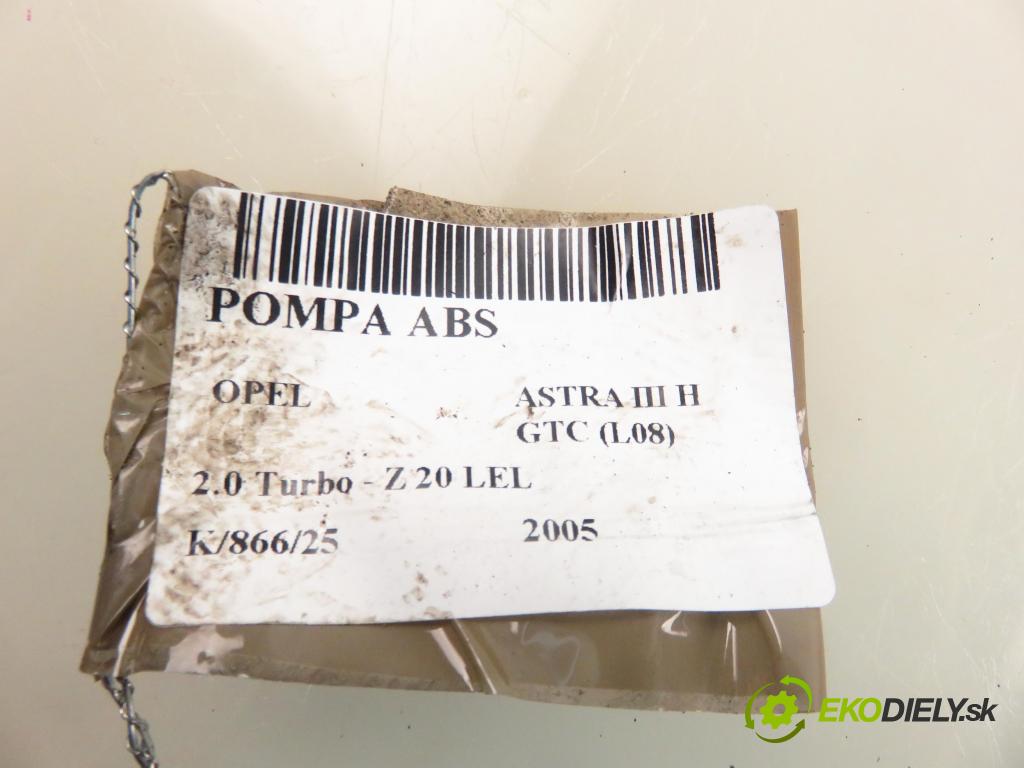 POMPA ABS
OPEL ASTRA III H
GTC (L08)
2.0 Turbo - Z 20 LEL
K/866/25 2005
EKODIELY.sk